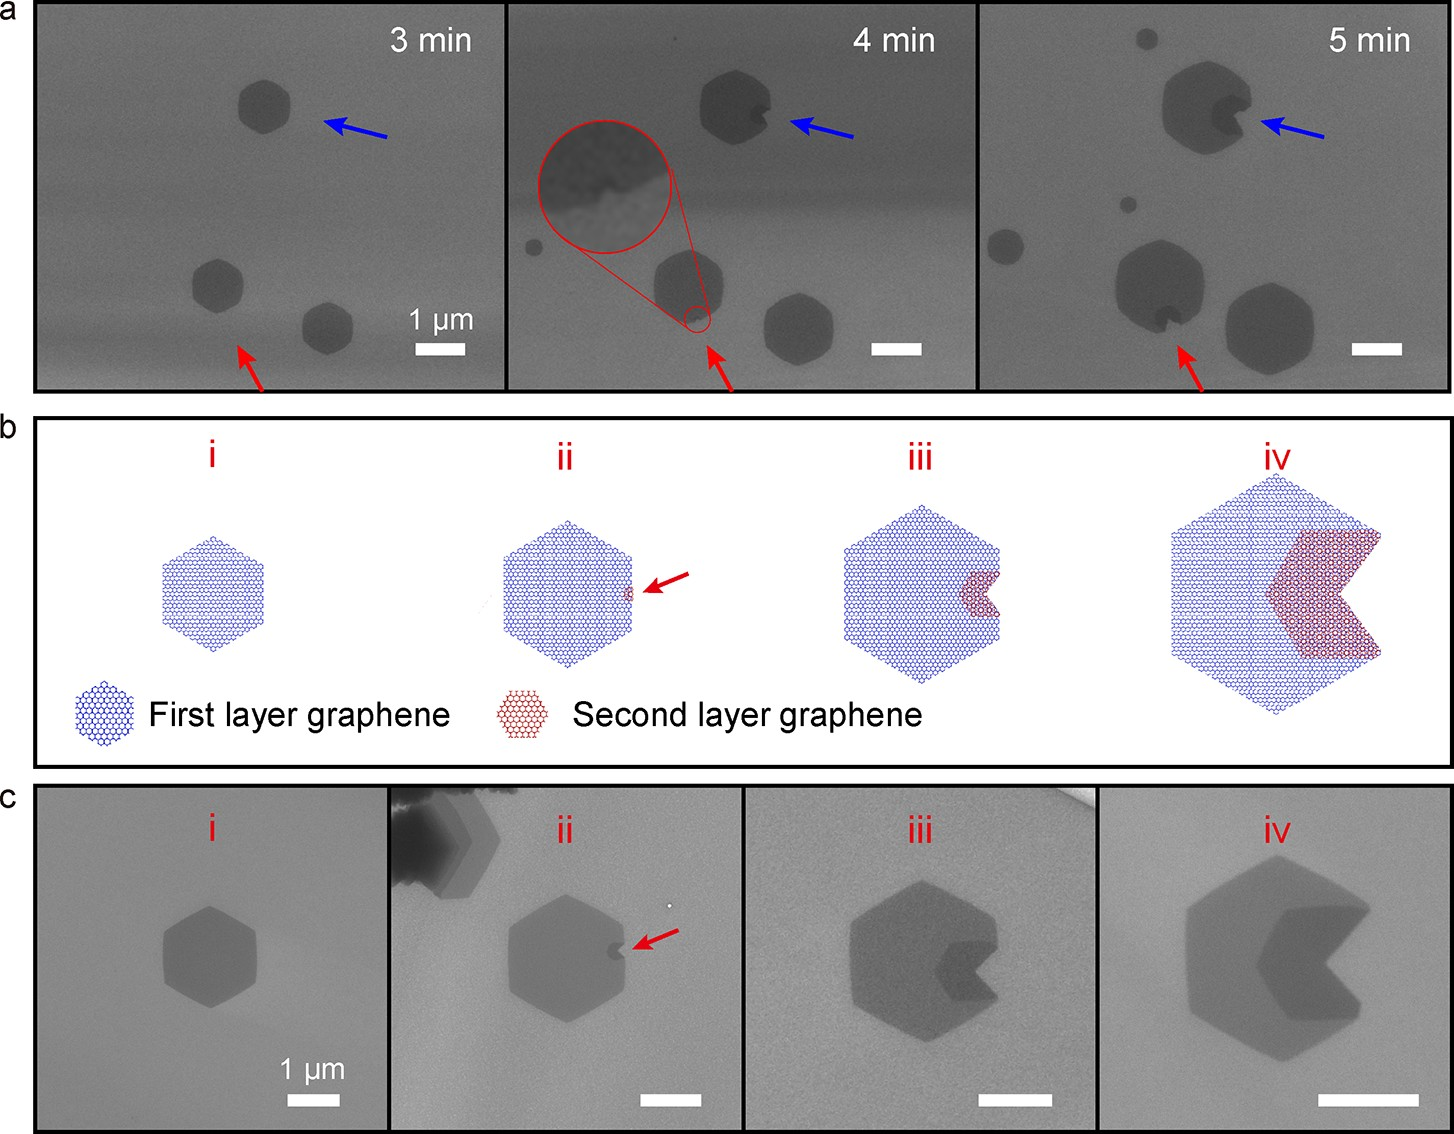 a
3 min
4 min
5 min
1 μm
b
i
ii
iii
iv
First layer graphene
Second layer graphene
c
i
ii
iii
iv
1 μm